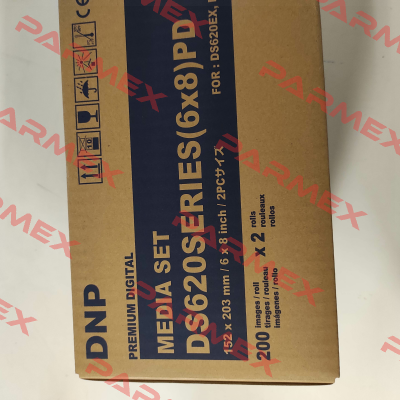 DNP
PREMIUM DIGITAL
MEDIA SET
DS620SERIES(6x8)PD
FOR : DS620EX,
152 x 203 mm / 6 x 8 inch / 2PCサイズ
200 images / roll x 2 rolls
tirages / rouleau rouleaux
imágenes / rollo rollos
10
CE
PARMEX